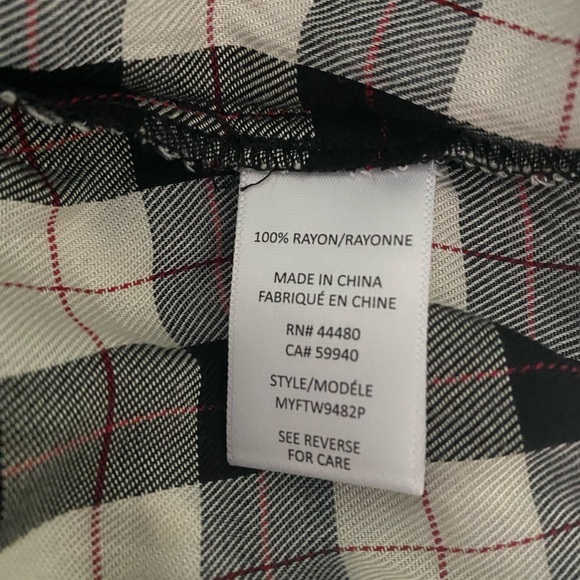 100% RAYON/RAYONNE
MADE IN CHINA
FABRIQUÉ EN CHINE
RN# 44480
CA# 59940
STYLE/MODÉLE
MYFTW9482P
SEE REVERSE
FOR CARE